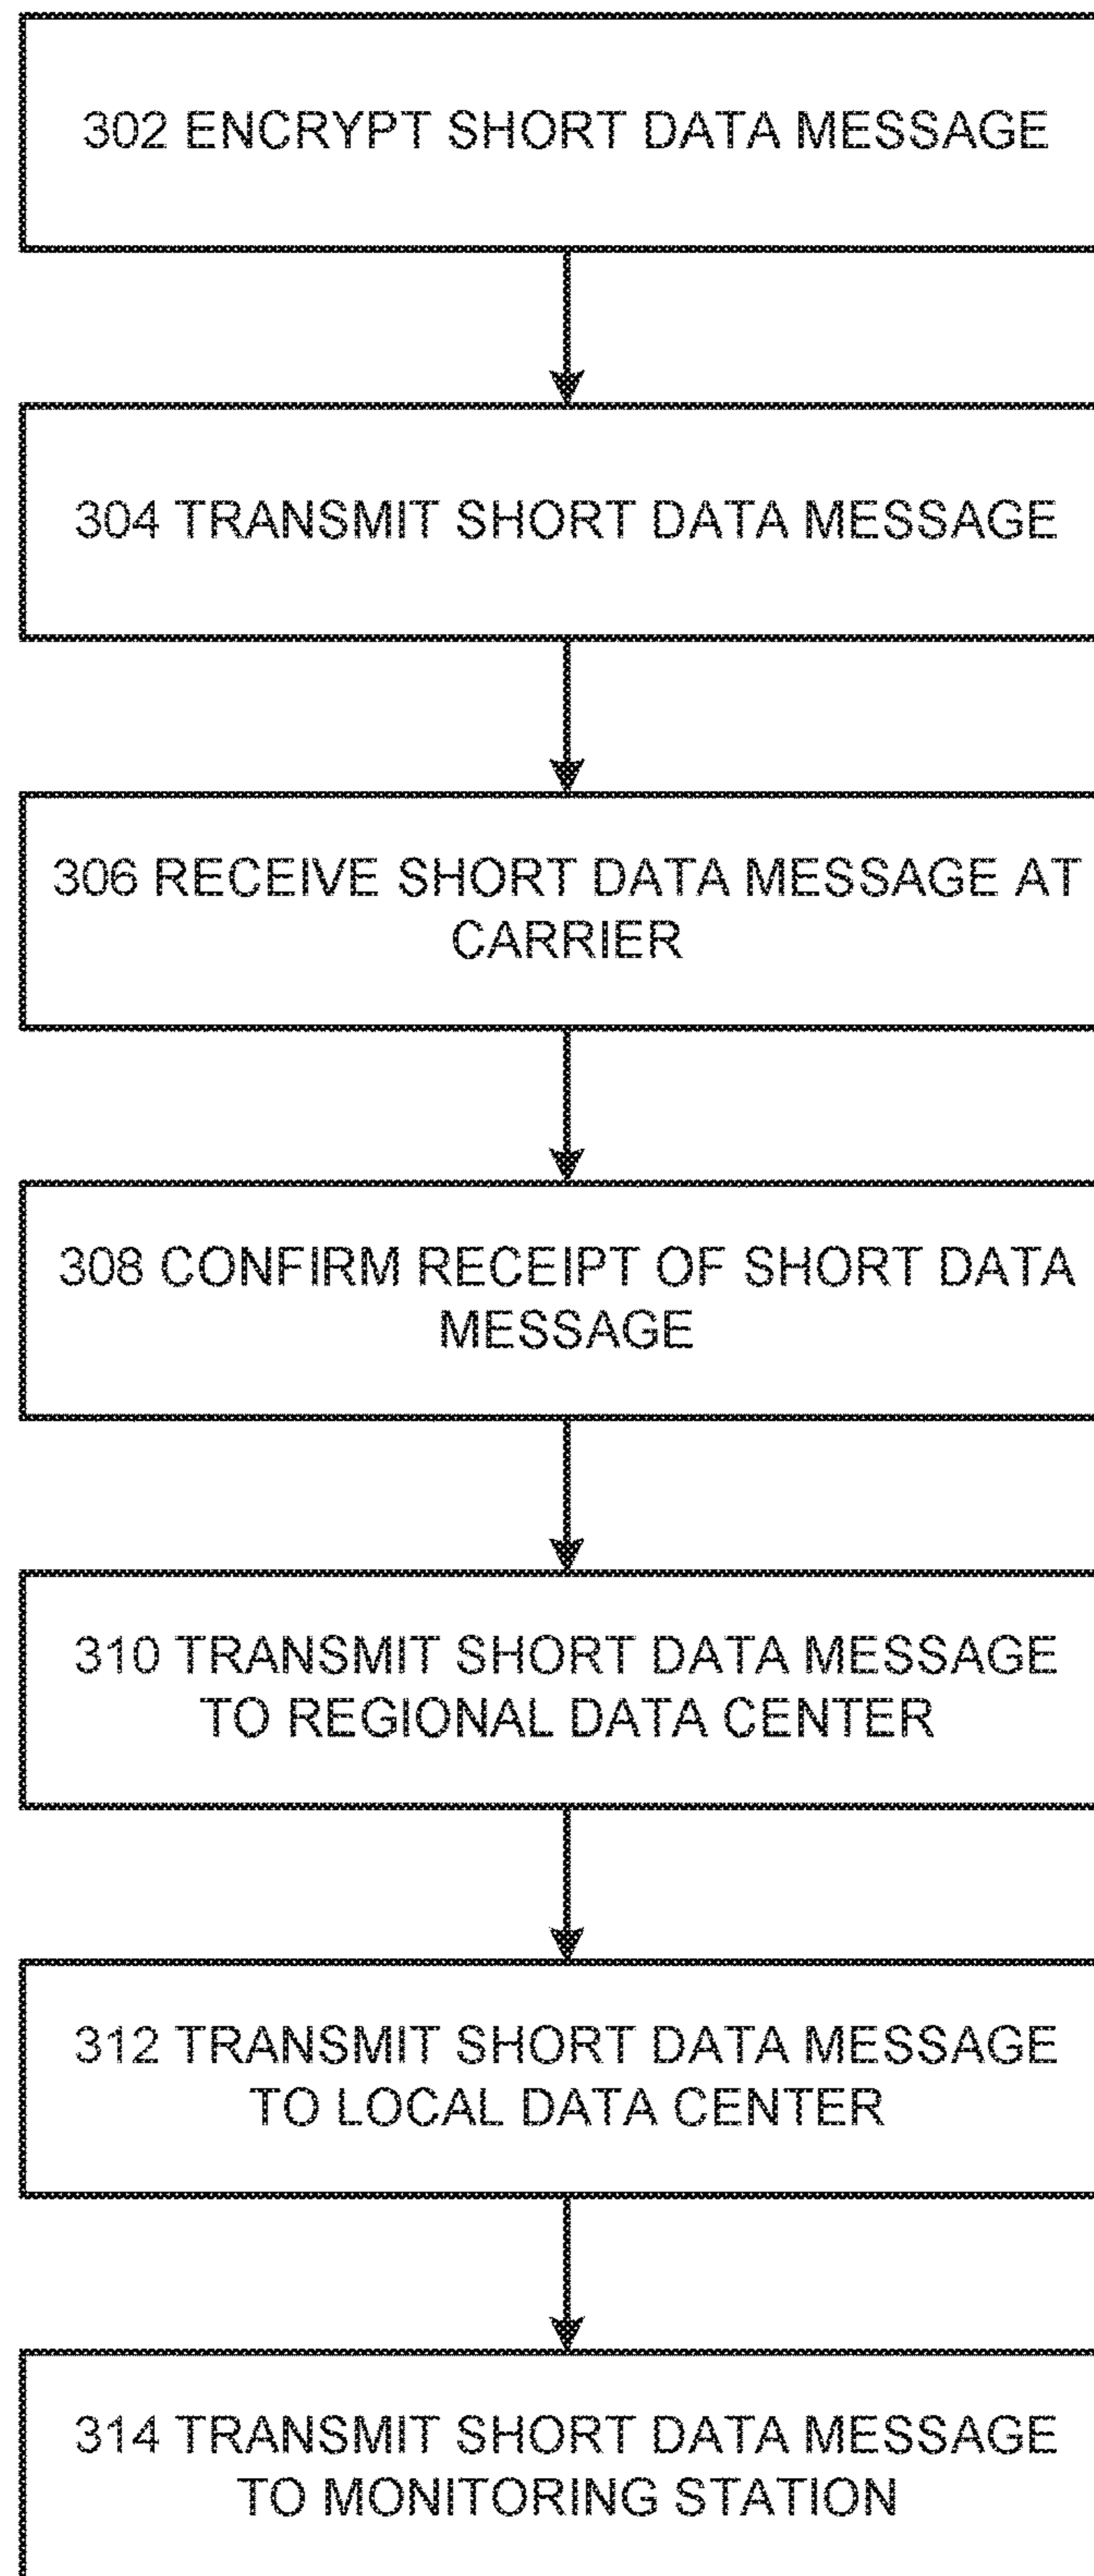 302 ENCRYPT SHORT DATA MESSAGE
304 TRANSMIT SHORT DATA MESSAGE
306 RECEIVE SHORT DATA MESSAGE AT
CARRIER
308 CONFIRM RECEIPT OF SHORT DATA
MESSAGE
310 TRANSMIT SHORT DATA MESSAGE
TO REGIONAL DATA CENTER
312 TRANSMIT SHORT DATA MESSAGE
TO LOCAL DATA CENTER
314 TRANSMIT SHORT DATA MESSAGE
TO MONITORING STATION